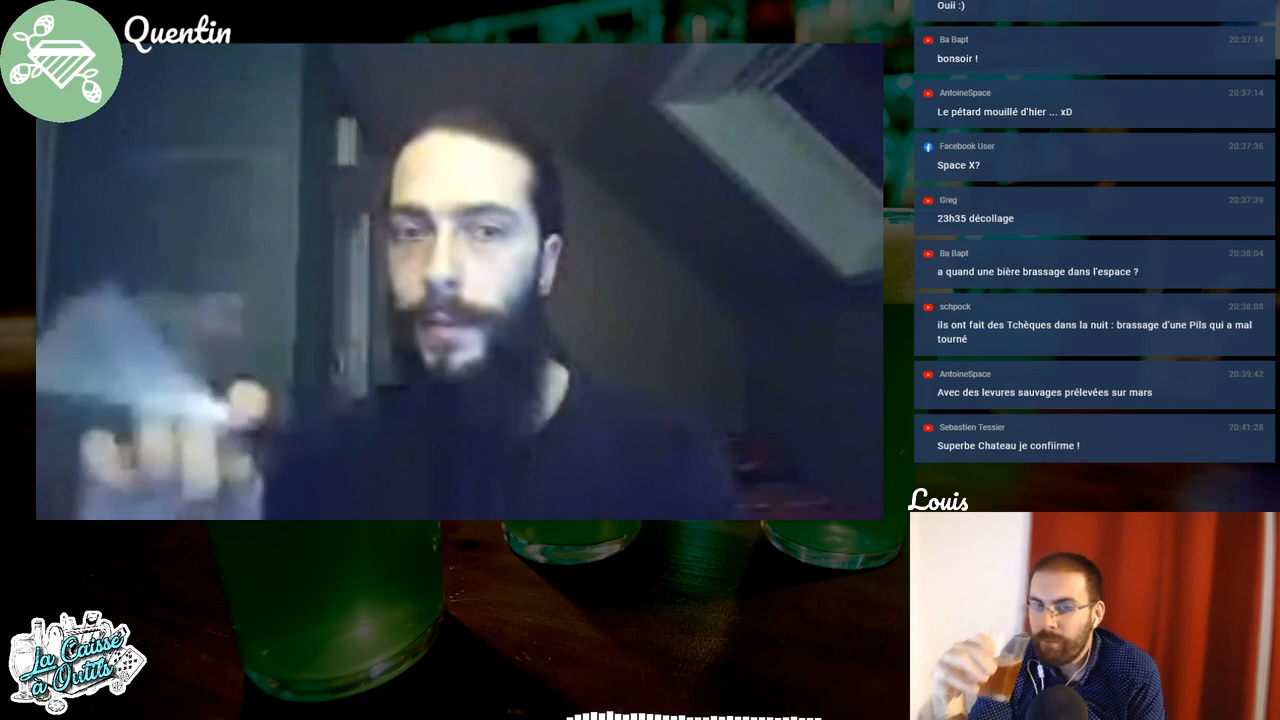 Quentin
Ouii :)
Ba Bapt 20:37:14
bonsoir !
AntoineSpace 20:37:14
Le pétard mouillé d'hier ... xD
Facebook User 20:37:36
Space X?
Greg 20:37:39
23h35 décollage
Ba Bapt 20:38:04
a quand une bière brassage dans l'espace ?
schpock 20:38:08
ils ont fait des Tchèques dans la nuit : brassage d'une Pils qui a mal
tourné
AntoineSpace 20:39:42
Avec des levures sauvages prélevées sur mars
Sebastien Tessier 20:41:28
Superbe Chateau je confiirme !
Louis
La Caisse
à Outils